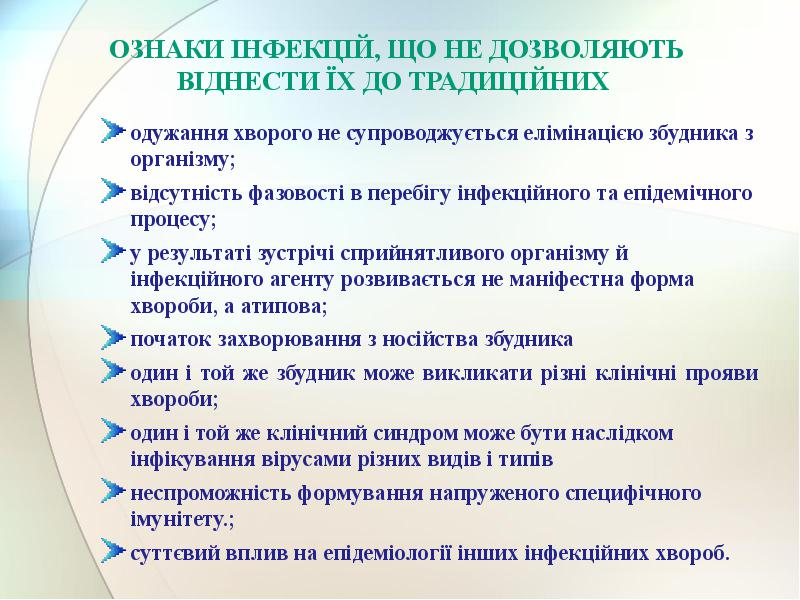 ОЗНАКИ ІНФЕКЦІЙ, ЩО НЕ ДОЗВОЛЯЮТЬ
ВІДНЕСТИ ЇХ ДО ТРАДИЦІЙНИХ
одужання хворого не супроводжується елімінацією збудника з
організму;
відсутність фазовості в перебігу інфекційного та епідемічного
процесу;
у результаті зустрічі сприйнятливого організму й
інфекційного агенту розвивається не маніфестна форма
хвороби, а атипова;
початок захворювання з носійства збудника
один і той же збудник може викликати різні клінічні прояви
хвороби;
один і той же клінічний синдром може бути наслідком
інфікування вірусами різних видів і типів
неспроможність формування напруженого специфічного
імунітету.;
суттєвий вплив на епідеміології інших інфекційних хвороб.